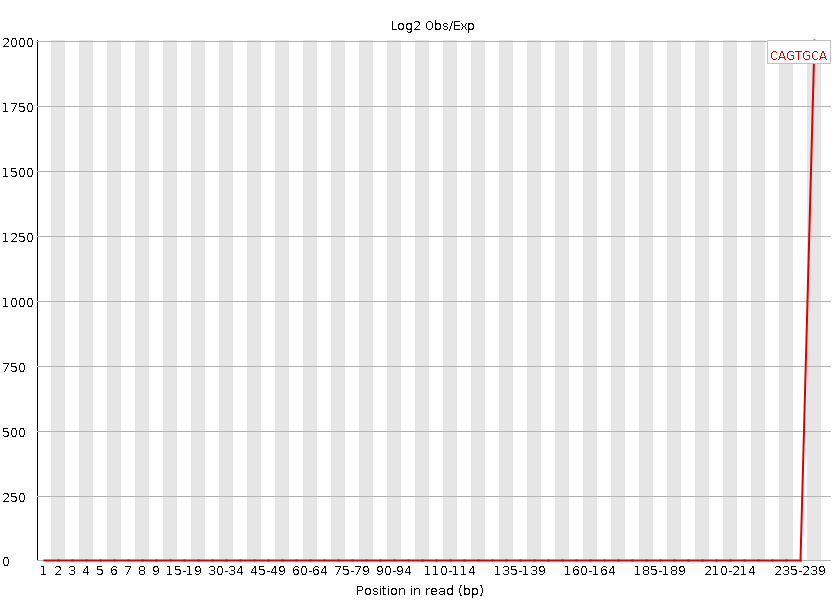 Log2 Obs/Exp
2000
CAGTGCA
1750
1500
1250
1000
750
500
250
0
1 2 3 4 5 6 7 8 9 15-19 30-34 45-49 60-64 75-79 90-94 110-114 135-139 160-164 185-189 210-214 235-239
Position in read (bp)